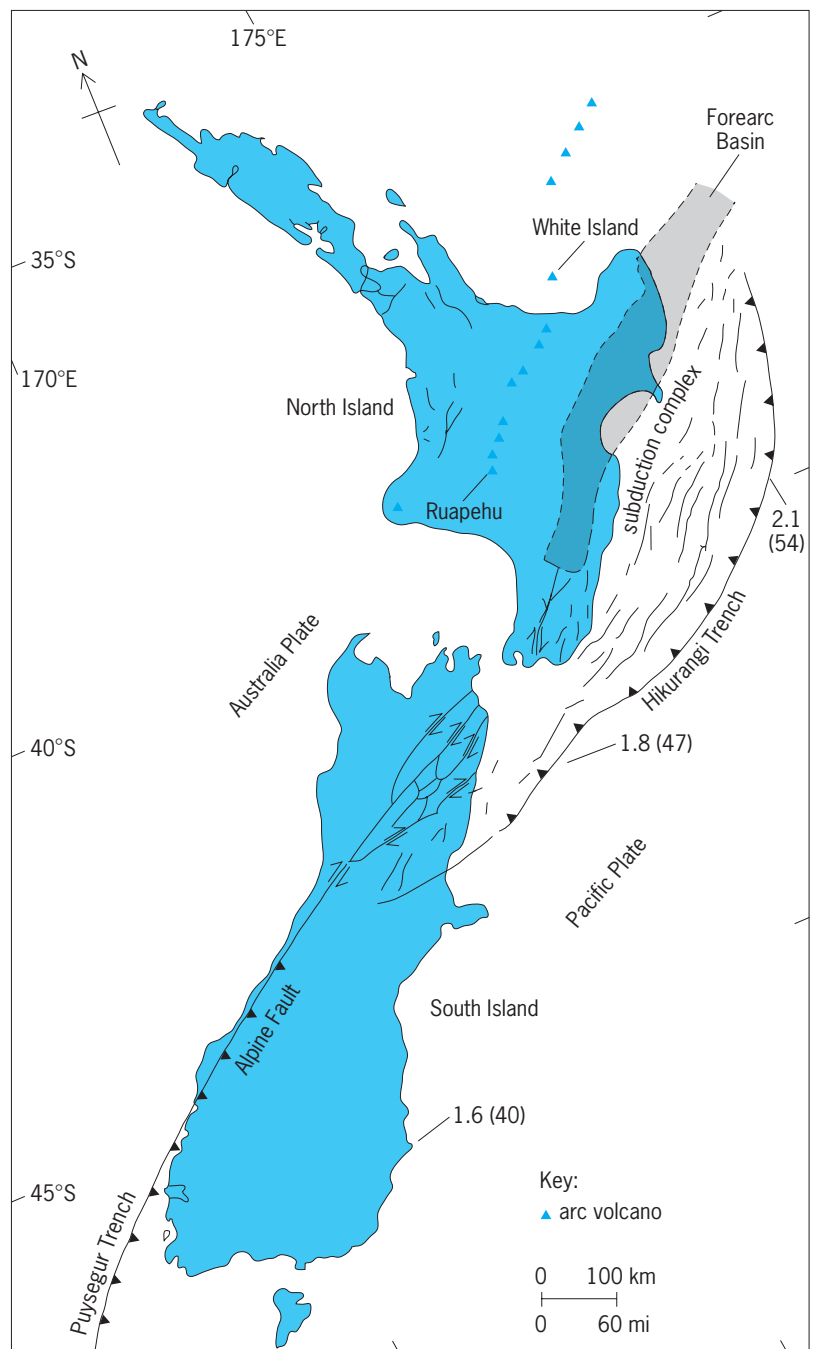 175°E
N
Forearc
Basin
White Island
35°S
170°E
North Island
subduction complex
Ruapehu
2.1
(54)
Hikurangi Trench
Australia Plate
40°S
1.8 (47)
Pacific Plate
South Island
Alpine Fault
1.6 (40)
45°S
Puysegur Trench
Key:
arc volcano
0 100 km
0 60 mi